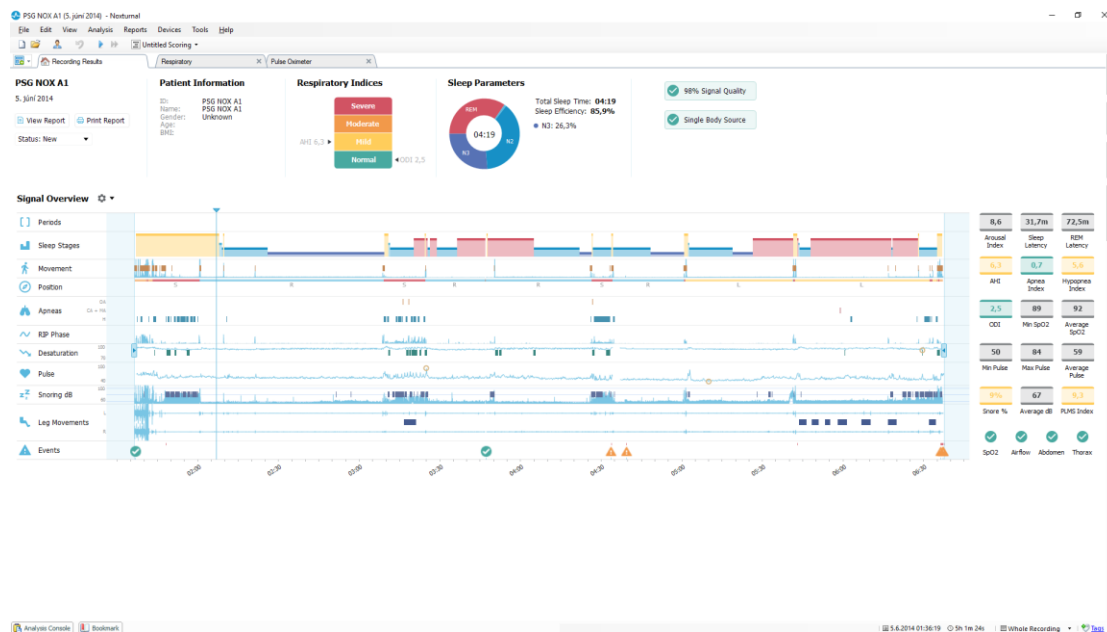 PSG NOX A1 (5. júní 2014) - Noxturnal
File Edit View Analysis Reports Devices Tools Help
Untitled Scoring
Recording Results
Respiratory
Pulse Oximeter
PSG NOX A1
5. júní 2014
View Report Print Report
Status: New
Patient Information
ID: PSG NOX A1
Name: PSG NOX A1
Gender: Unknown
Age:
BMI:
Respiratory Indices
Severe
Moderate
AHI 6,3 Mild
Normal ODI 2,5
Sleep Parameters
REM
N2
N3
04:19
Total Sleep Time: 04:19
Sleep Efficiency: 85,9%
N3: 26,3%
98% Signal Quality
Single Body Source
Signal Overview
Periods
Sleep Stages
Movement
Position
S R S R R S R L L
Apneas
OA
CA + MA
H
RIP Phase
Desaturation
100
75
Pulse
100
40
Snoring dB
100
Leg Movements
L
R
Events
02:00 02:30 03:00 03:30 04:00 04:30 05:00 05:30 06:00 06:30
8,6 31,7m 72,5m
Arousal Index
Sleep Latency
REM Latency
6,3 0,7 5,6
AHI
Apnea Index
Hypopnea Index
2,5 89 92
ODI
Min SpO2
Average SpO2
50 84 59
Min Pulse
Max Pulse
Average Pulse
9% 67 9,3
Snore % Average dB PLMS Index
SpO2 Airflow Abdomen Thorax
Analysis Console Bookmark
5.6.2014 01:36:19 5h 1m 24s Whole Recording Tags